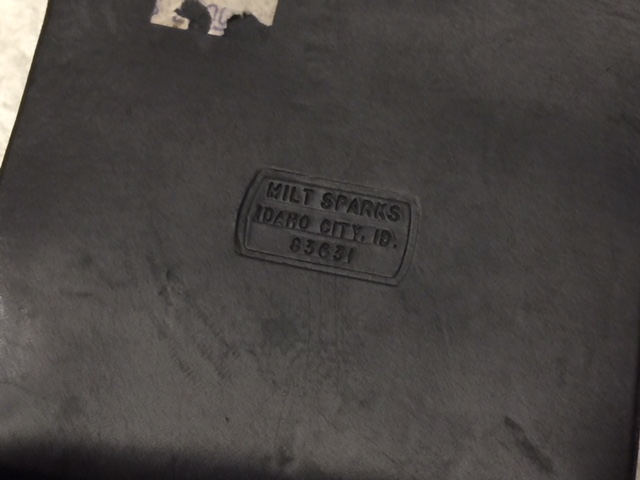 MILT SPARKS
IDAHO CITY, ID.
83631